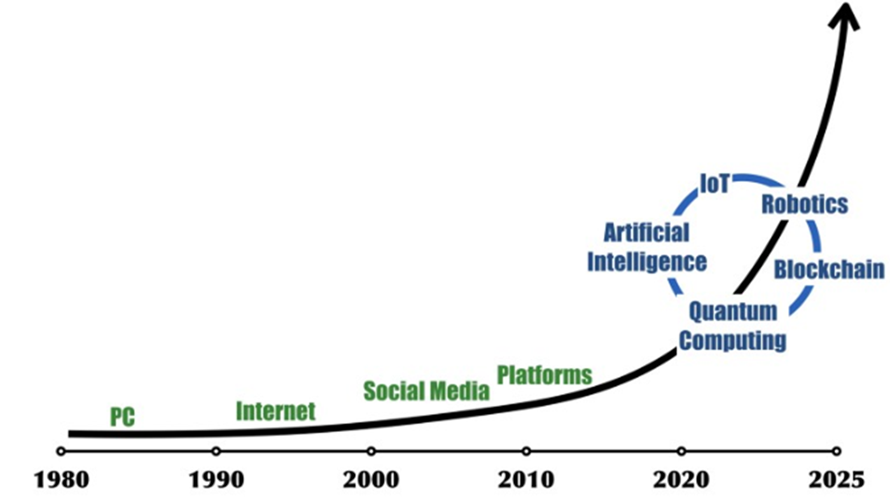 IoT
Robotics
Artificial
Intelligence
Blockchain
Quantum
Computing
Platforms
Social Media
Internet
PC
1980 1990 2000 2010 2020 2025